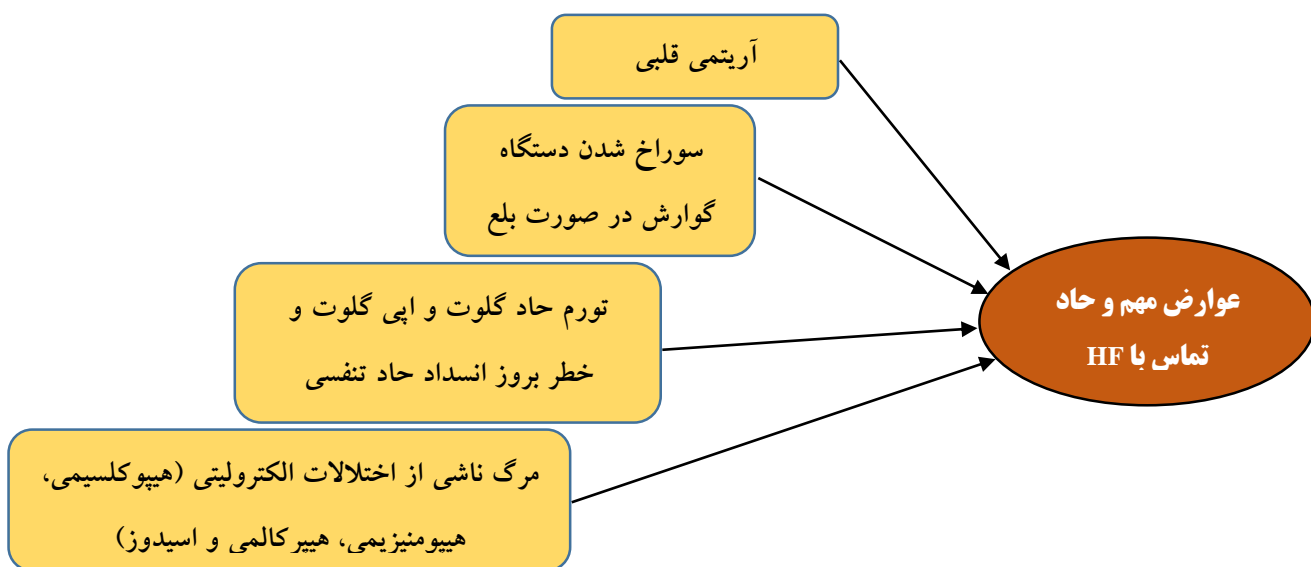 آریتمی قلبی
سوراخ شدن دستگاه
گوارش در صورت بلع
تورم حاد گلوت و اپی گلوت و
خطر بروز انسداد حاد تنفسی
مرگ ناشی از اختلالات الکترولیتی (هیپوکلسیمی،
هیپومنیزیمی، هیپرکالمی و اسیدوز)
عوارض مهم و حاد
تماس با HF